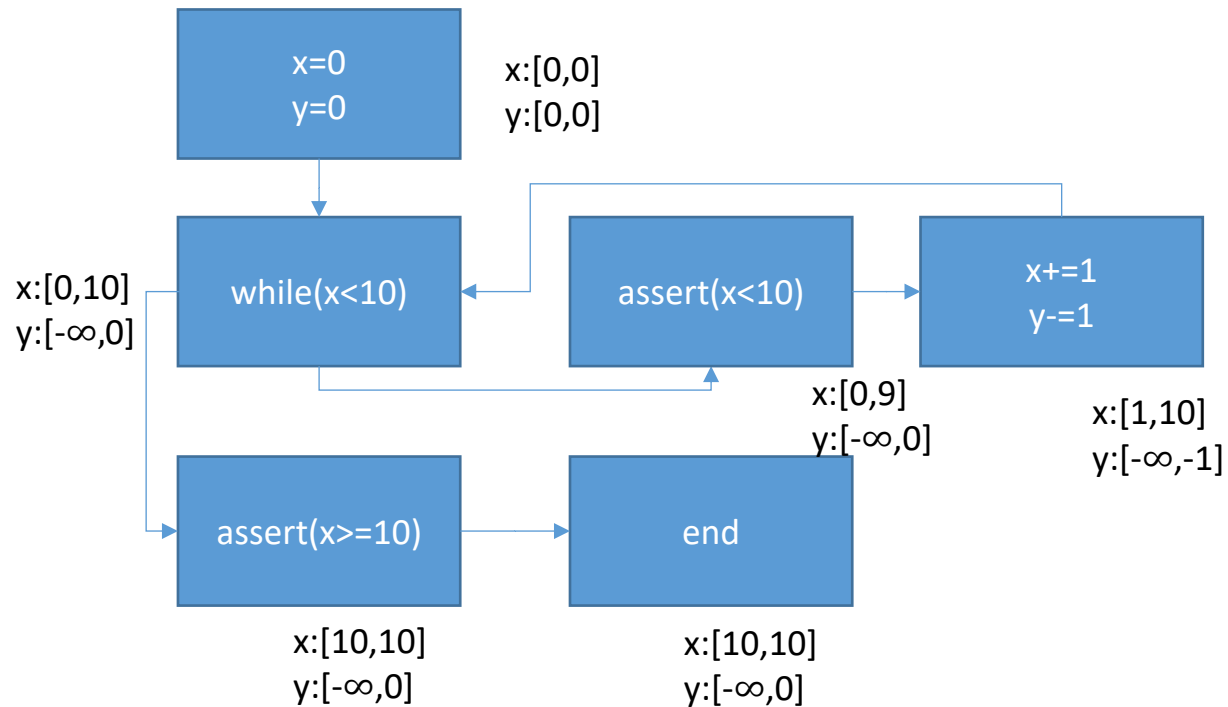 x=0
y=0
x:[0,0]
y:[0,0]
x:[0,10]
y:[-∞,0]
while(x<10)
assert(x<10)
x+=1
y-=1
x:[0,9]
y:[-∞,0]
x:[1,10]
y:[-∞,-1]
assert(x>=10)
end
x:[10,10]
y:[-∞,0]
x:[10,10]
y:[-∞,0]